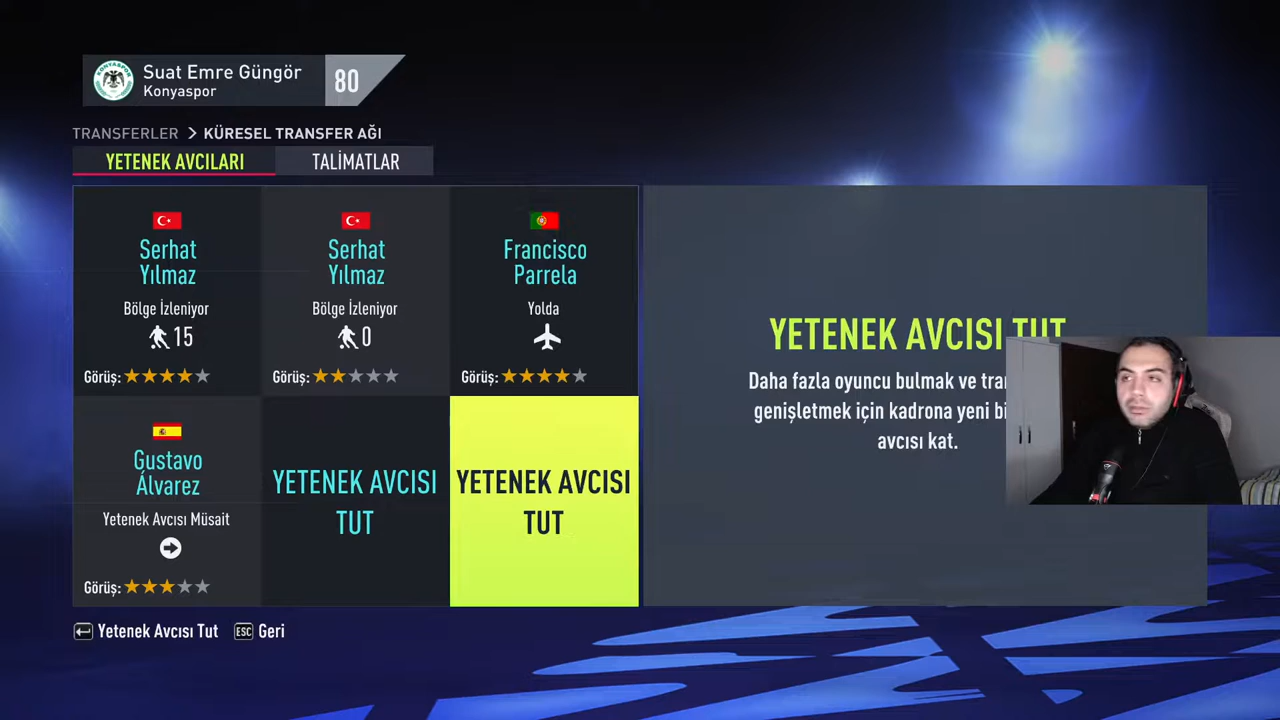 Suat Emre Güngör
Konyaspor
80
TRANSFERLER > KÜRESEL TRANSFER AĞI
YETENEK AVCILARI
TALİMATLAR
Serhat
Yılmaz
Bölge İzleniyor
15
Görüş:
Serhat
Yılmaz
Bölge İzleniyor
0
Görüş:
Francisco
Parrela
Yolda
Görüş:
Gustavo
Álvarez
Yetenek Avcısı Müsait
Görüş:
YETENEK AVCISI
TUT
YETENEK AVCISI
TUT
YETENEK AVCISI TUT
Daha fazla oyuncu bulmak ve
genişletmek için kadrona yeni
avcısı kat.
Yetenek Avcısı Tut
ESC Geri